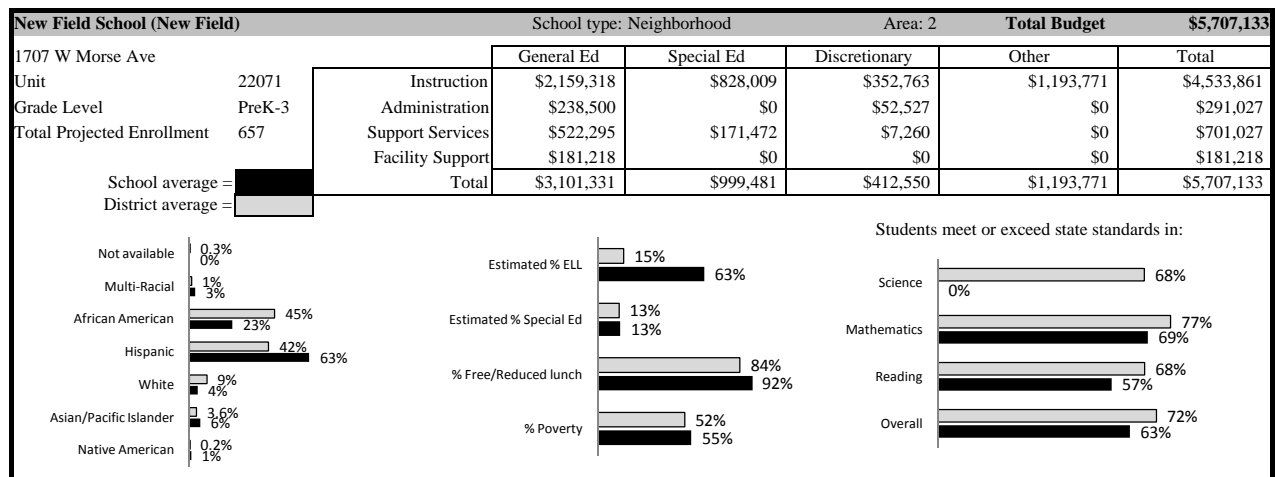 New Field School (New Field) School type: Neighborhood Area: 2 Total Budget $5,707,133
1707 W Morse Ave General Ed Special Ed Discretionary Other Total
Unit 22071 Instruction $2,159,318 $828,009 $352,763 $1,193,771 $4,533,861
Grade Level PreK-3 Administration $238,500 $0 $52,527 $0 $291,027
Total Projected Enrollment 657 Support Services $522,295 $171,472 $7,260 $0 $701,027
Facility Support $181,218 $0 $0 $0 $181,218
School average = Total $3,101,331 $999,481 $412,550 $1,193,771 $5,707,133
District average =
Not available 0.3%
0%
Multi-Racial 1%
3%
African American 45%
23%
Hispanic 42%
63%
White 9%
4%
Asian/Pacific Islander 3.6%
6%
Native American 0.2%
1%
Estimated % ELL 15%
63%
Estimated % Special Ed 13%
13%
% Free/Reduced lunch 84%
92%
% Poverty 52%
55%
Students meet or exceed state standards in:
Science 68%
0%
Mathematics 77%
69%
Reading 68%
57%
Overall 72%
63%